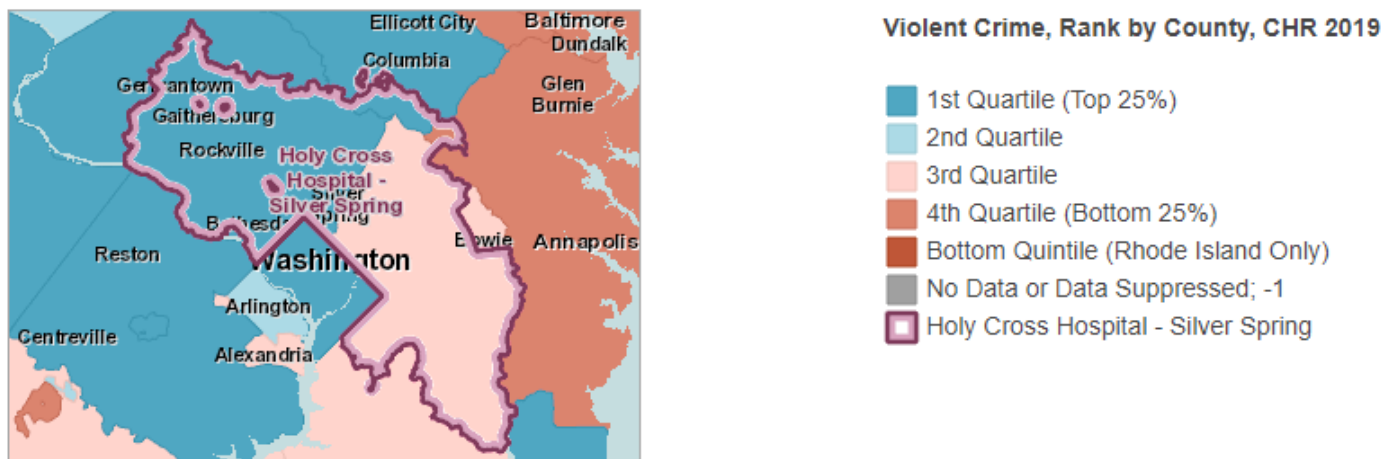 Ellicott City
Baltimore
Dundalk
Columbia
Germantown
Glen
Burnie
Gaithersburg
Rockville
Holy Cross
Hospital -
Silver Spring
Silver
Spring
Bethesda
Bowie
Annapolis
Reston
Washington
Arlington
Centreville
Alexandria
Violent Crime, Rank by County, CHR 2019
1st Quartile (Top 25%)
2nd Quartile
3rd Quartile
4th Quartile (Bottom 25%)
Bottom Quintile (Rhode Island Only)
No Data or Data Suppressed; -1
Holy Cross Hospital - Silver Spring